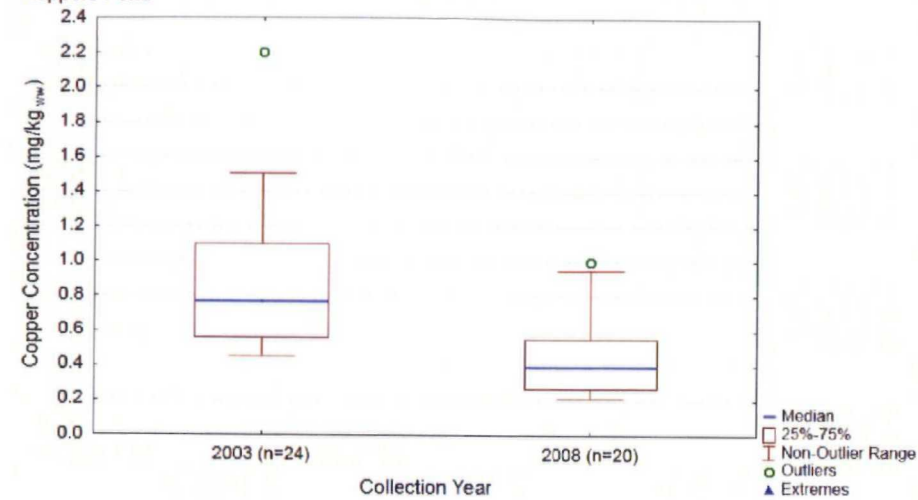 2.4
2.2
2.0
1.8
1.6
1.4
1.2
1.0
0.8
0.6
0.4
0.2
0.0
Copper Concentration (mg/kg ww)
2003 (n=24)
2008 (n=20)
Collection Year
Median
25%-75%
Non-Outlier Range
Outliers
Extremes